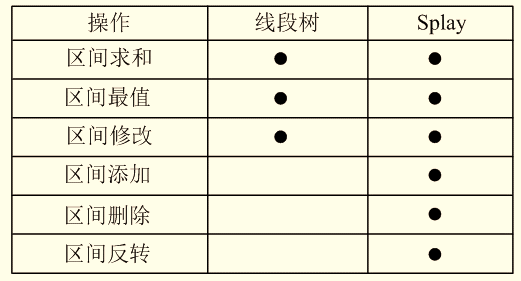 操作 线段树 Splay
区间求和 ● ●
区间最值 ● ●
区间修改 ● ●
区间添加 ●
区间删除 ●
区间反转 ●